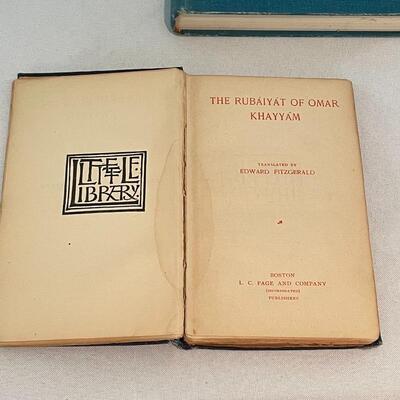 LITTLE
LIBRARY.
THE RUBÁIYÁT OF OMAR
KHAYYÁM
TRANSLATED BY
EDWARD FITZGERALD
BOSTON
L. C. PAGE AND COMPANY
(INCORPORATED)
PUBLISHERS